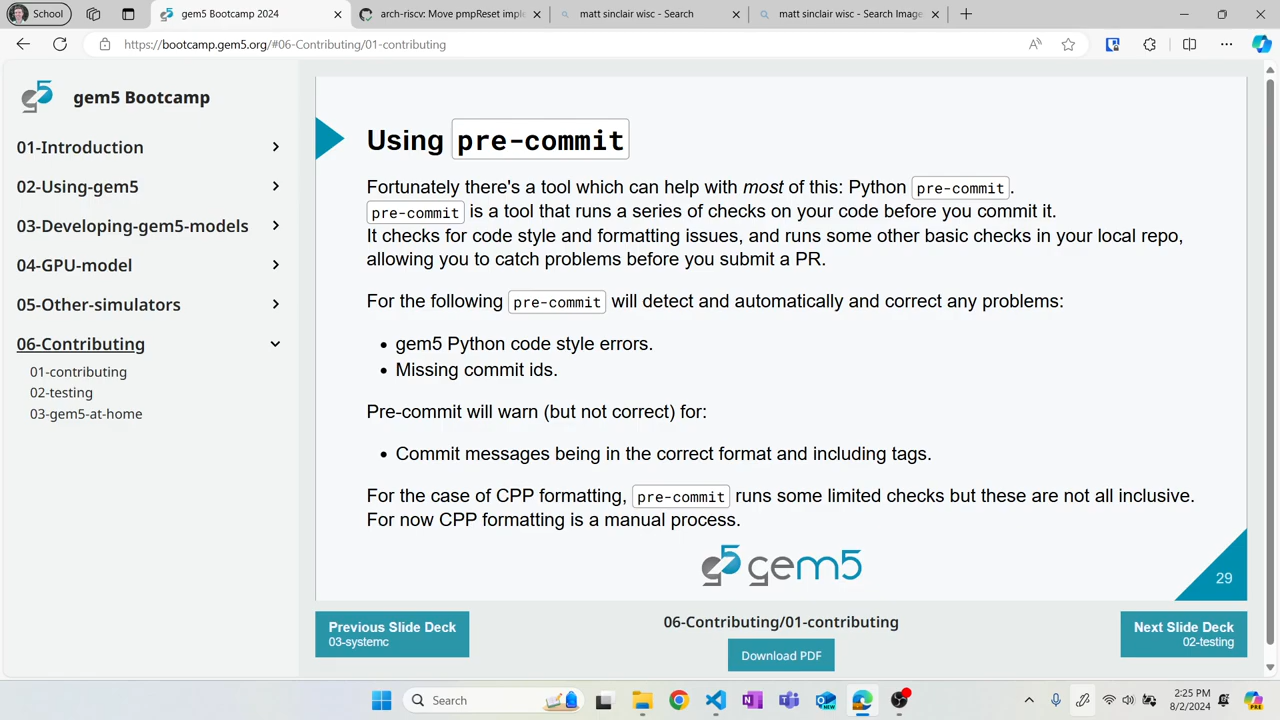 School
gem5 Bootcamp 2024
arch-riscv: Move pmpReset impl
matt sinclair wisc - Search
matt sinclair wisc - Search Image
https://bootcamp.gem5.org/#06-Contributing/01-contributing
gem5 Bootcamp
01-Introduction
02-Using-gem5
03-Developing-gem5-models
04-GPU-model
05-Other-simulators
06-Contributing
01-contributing
02-testing
03-gem5-at-home
Using pre-commit
Fortunately there's a tool which can help with most of this: Python pre-commit.
pre-commit is a tool that runs a series of checks on your code before you commit it.
It checks for code style and formatting issues, and runs some other basic checks in your local repo,
allowing you to catch problems before you submit a PR.
For the following pre-commit will detect and automatically and correct any problems:
• gem5 Python code style errors.
• Missing commit ids.
Pre-commit will warn (but not correct) for:
• Commit messages being in the correct format and including tags.
For the case of CPP formatting, pre-commit runs some limited checks but these are not all inclusive.
For now CPP formatting is a manual process.
g5 gem5
29
Previous Slide Deck
03-systemc
06-Contributing/01-contributing
Download PDF
Next Slide Deck
02-testing
Search
2:25 PM
8/2/2024